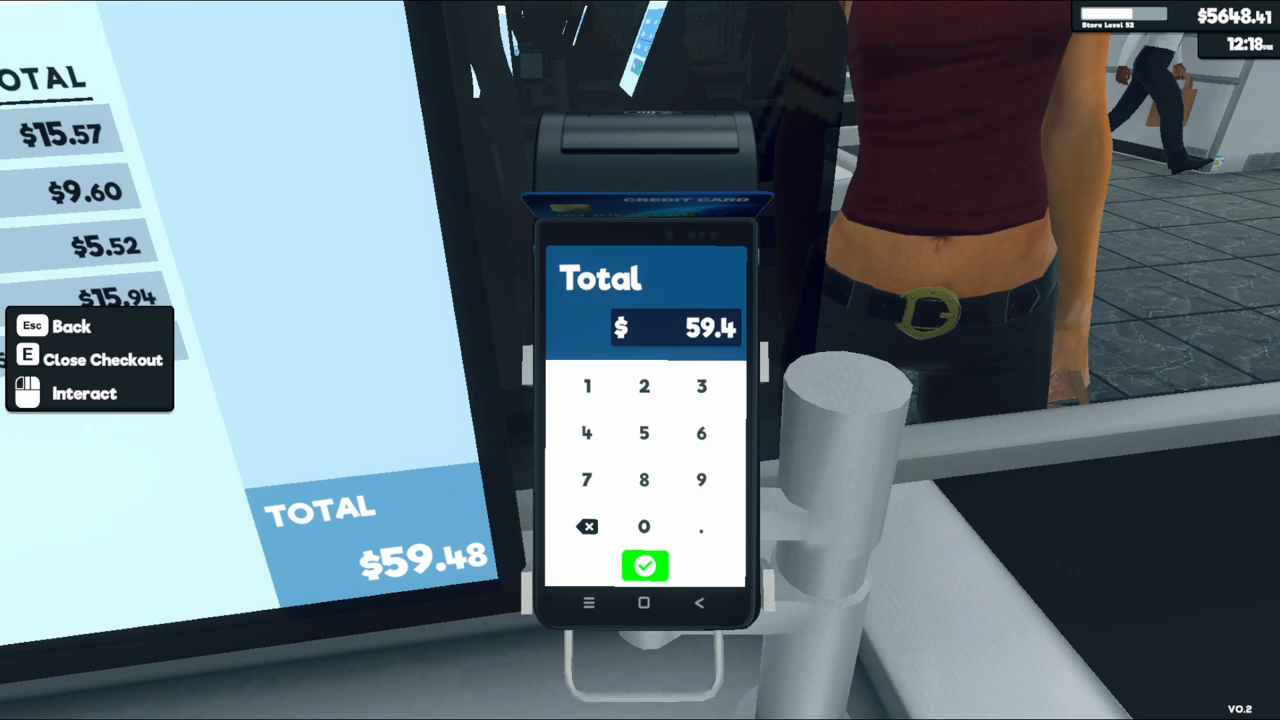 $5648.41
Store Level 52
12:18PM
OTAL
$15.57
$9.60
$5.52
$15.94
Esc Back
E Close Checkout
Interact
CREDIT CARD
Total
$ 59.4
1 2 3
4 5 6
7 8 9
0 .
TOTAL
$59.48
V0.2